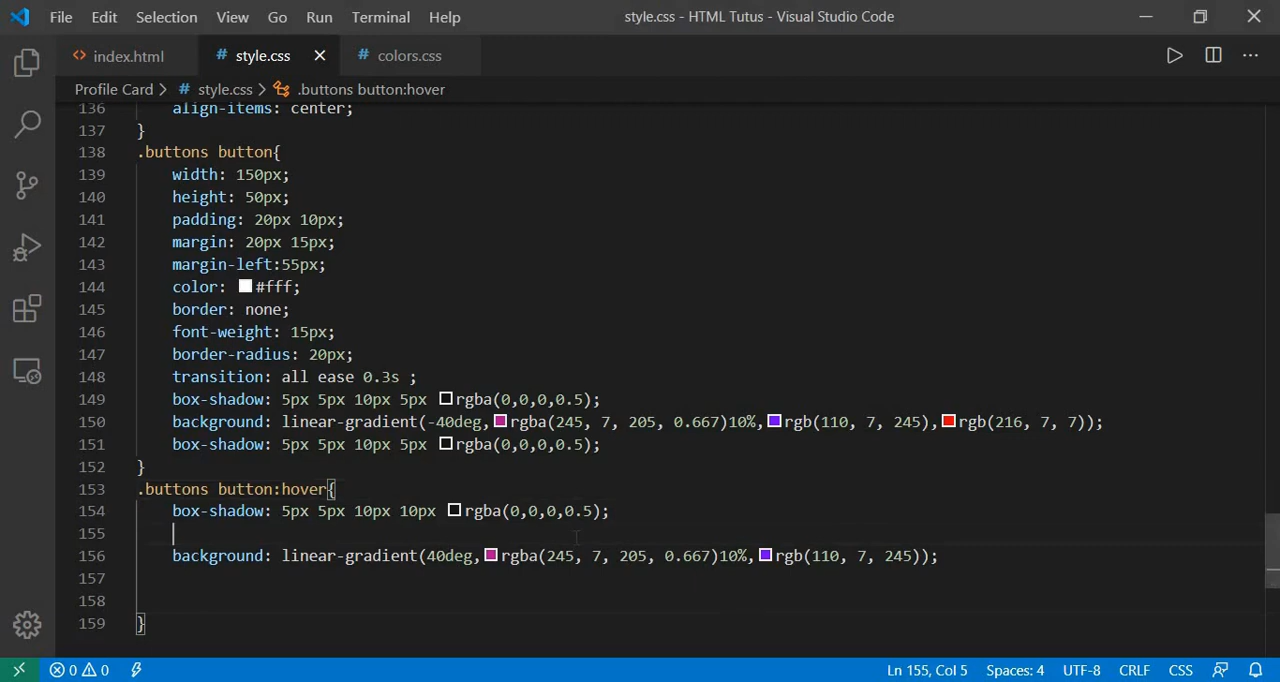 File Edit Selection View Go Run Terminal Help style.css - HTML Tutus - Visual Studio Code
index.html # style.css # colors.css
Profile Card > # style.css > .buttons button:hover
136 align-items: center;
137 }
138 .buttons button{
139 width: 150px;
140 height: 50px;
141 padding: 20px 10px;
142 margin: 20px 15px;
143 margin-left:55px;
144 color: #fff;
145 border: none;
146 font-weight: 15px;
147 border-radius: 20px;
148 transition: all ease 0.3s ;
149 box-shadow: 5px 5px 10px 5px rgba(0,0,0,0.5);
150 background: linear-gradient(-40deg,rgba(245, 7, 205, 0.667)10%,rgb(110, 7, 245),rgb(216, 7, 7));
151 box-shadow: 5px 5px 10px 5px rgba(0,0,0,0.5);
152 }
153 .buttons button:hover{
154 box-shadow: 5px 5px 10px 10px rgba(0,0,0,0.5);
155
156 background: linear-gradient(40deg,rgba(245, 7, 205, 0.667)10%,rgb(110, 7, 245));
157
158
159 }
0 0 Ln 155, Col 5 Spaces: 4 UTF-8 CRLF CSS